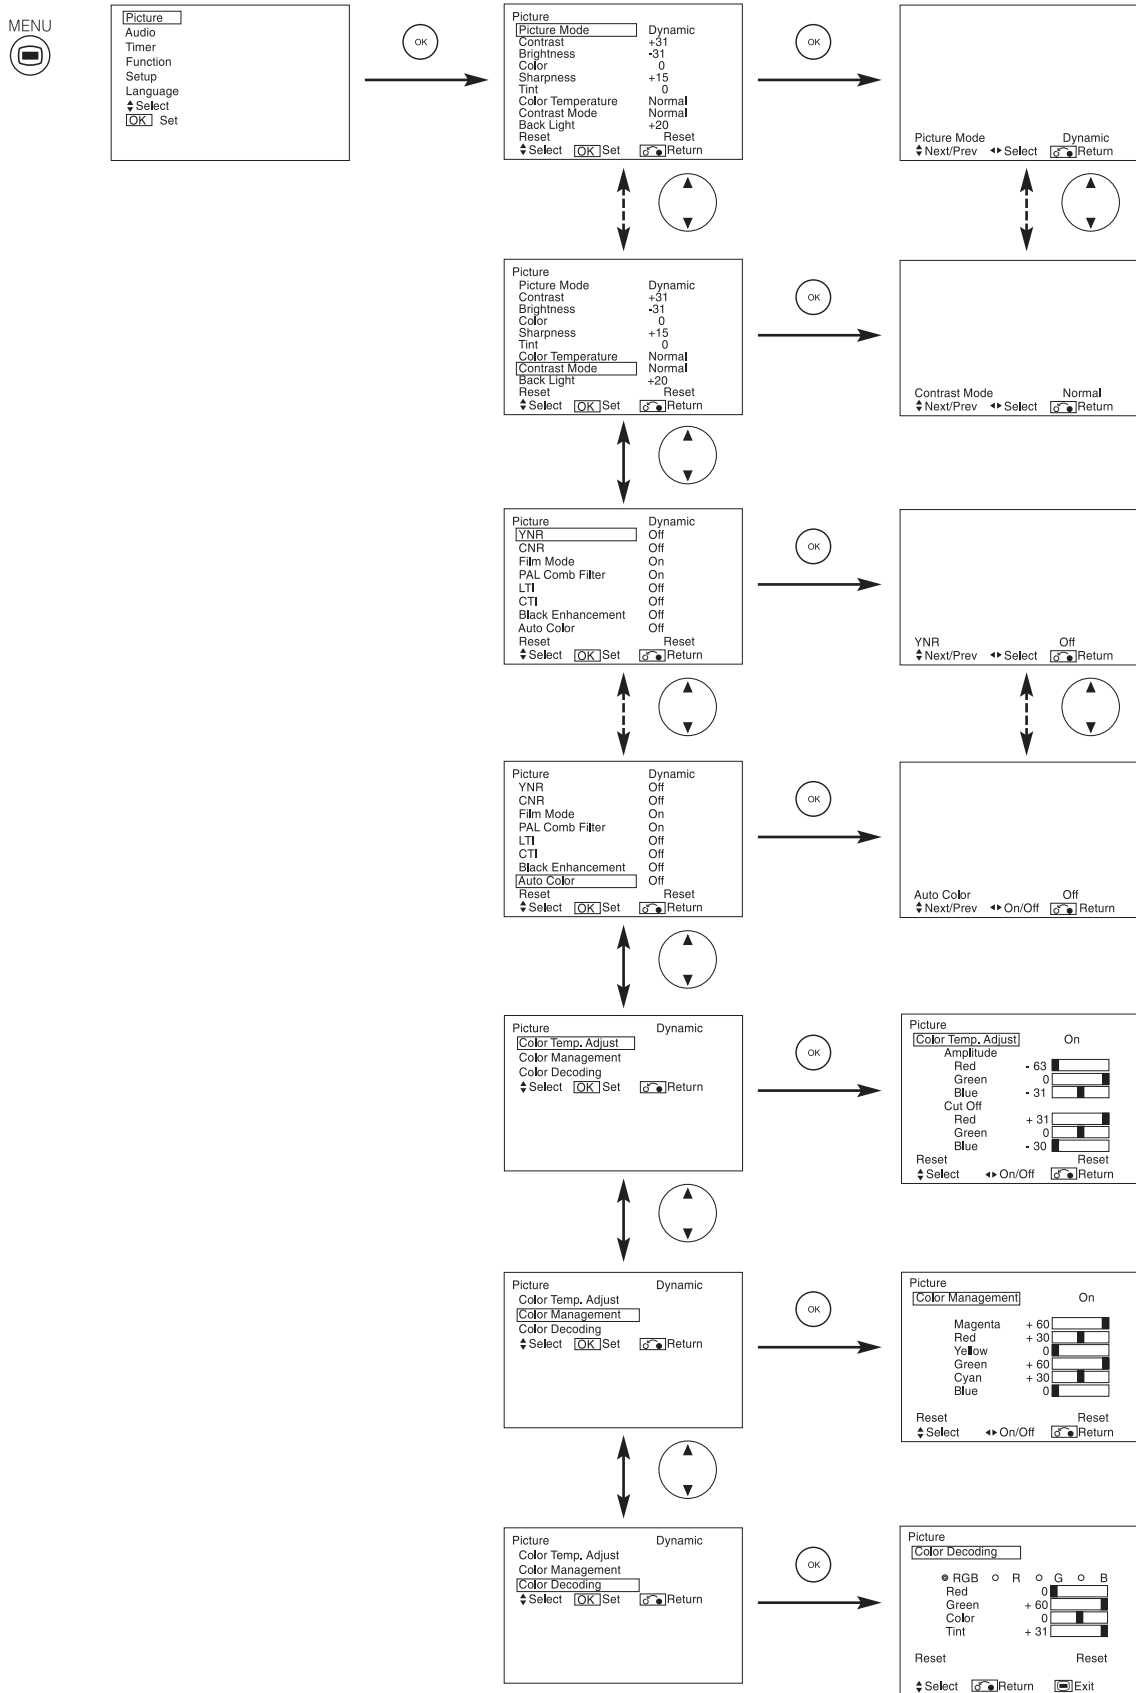 MENU
Picture
Audio
Timer
Function
Setup
Language
Select
OK Set
OK
Picture
Picture Mode Dynamic
Contrast +31
Brightness -31
Color 0
Sharpness +15
Tint 0
Color Temperature Normal
Contrast Mode Normal
Back Light +20
Reset Reset
Select OK Set Return
OK
Picture Mode Dynamic
Next/Prev Select Return
Picture
Picture Mode Dynamic
Contrast +31
Brightness -31
Color 0
Sharpness +15
Tint 0
Color Temperature Normal
Contrast Mode Normal
Back Light +20
Reset Reset
Select OK Set Return
OK
Contrast Mode Normal
Next/Prev Select Return
Picture Dynamic
YNR Off
CNR Off
Film Mode On
PAL Comb Filter On
LTI Off
CTI Off
Black Enhancement Off
Auto Color Off
Reset Reset
Select OK Set Return
OK
YNR Off
Next/Prev Select Return
Picture Dynamic
YNR Off
CNR Off
Film Mode On
PAL Comb Filter On
LTI Off
CTI Off
Black Enhancement Off
Auto Color Off
Reset Reset
Select OK Set Return
OK
Auto Color Off
Next/Prev On/Off Return
Picture Dynamic
Color Temp. Adjust
Color Management
Color Decoding
Select OK Set Return
OK
Picture
Color Temp. Adjust On
Amplitude
Red - 63
Green 0
Blue - 31
Cut Off
Red + 31
Green 0
Blue - 30
Reset Reset
Select On/Off Return
Picture Dynamic
Color Temp. Adjust
Color Management
Color Decoding
Select OK Set Return
OK
Picture
Color Management On
Magenta + 60
Red + 30
Yellow 0
Green + 60
Cyan + 30
Blue 0
Reset Reset
Select On/Off Return
Picture Dynamic
Color Temp. Adjust
Color Management
Color Decoding
Select OK Set Return
OK
Picture
Color Decoding
RGB R G B
Red 0
Green + 60
Color 0
Tint + 31
Reset Reset
Select Return Exit